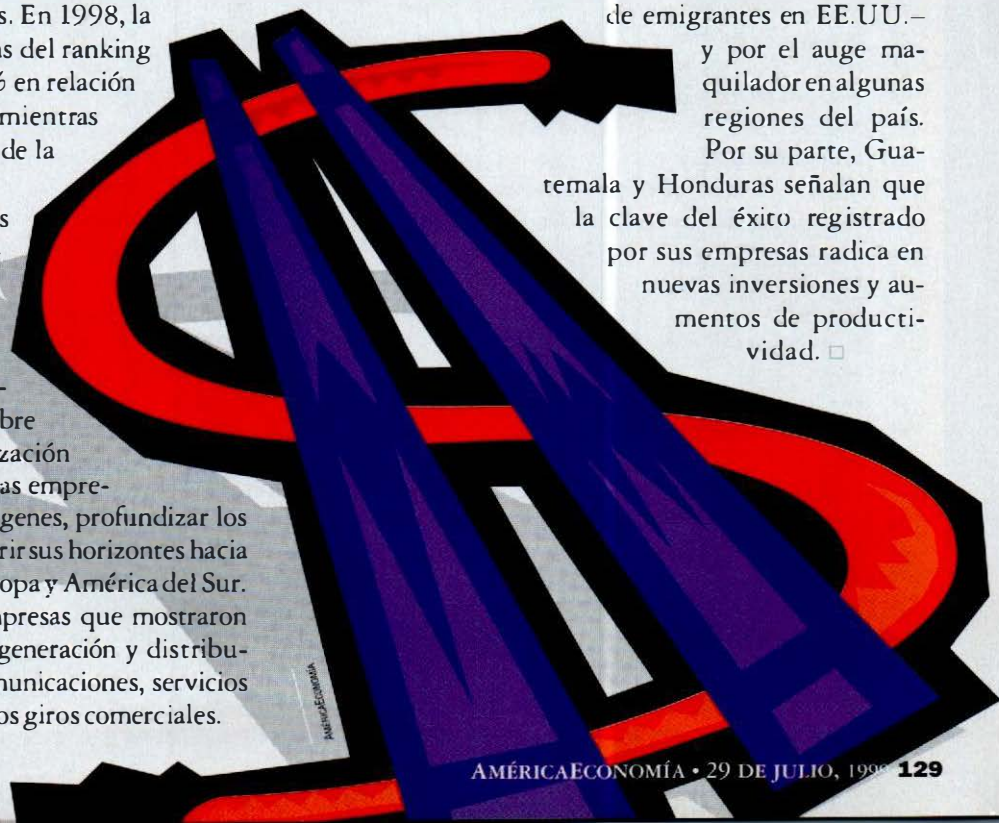 s. En 1998, la
as del ranking
% en relación
mientras
de la
s
-
bre
zación
as empre-
genes, profundizar los
rir sus horizontes hacia
opa y América del Sur.
presas que mostraron
generación y distribu-
municaciones, servicios
os giros comerciales.
de emigrantes en EE.UU.–
y por el auge ma-
quilador en algunas
regiones del país.
Por su parte, Gua-
temala y Honduras señalan que
la clave del éxito registrado
por sus empresas radica en
nuevas inversiones y au-
mentos de producti-
vidad. □
AMÉRICAECONOMÍA
AMÉRICAECONOMÍA • 29 DE JULIO, 1999 129